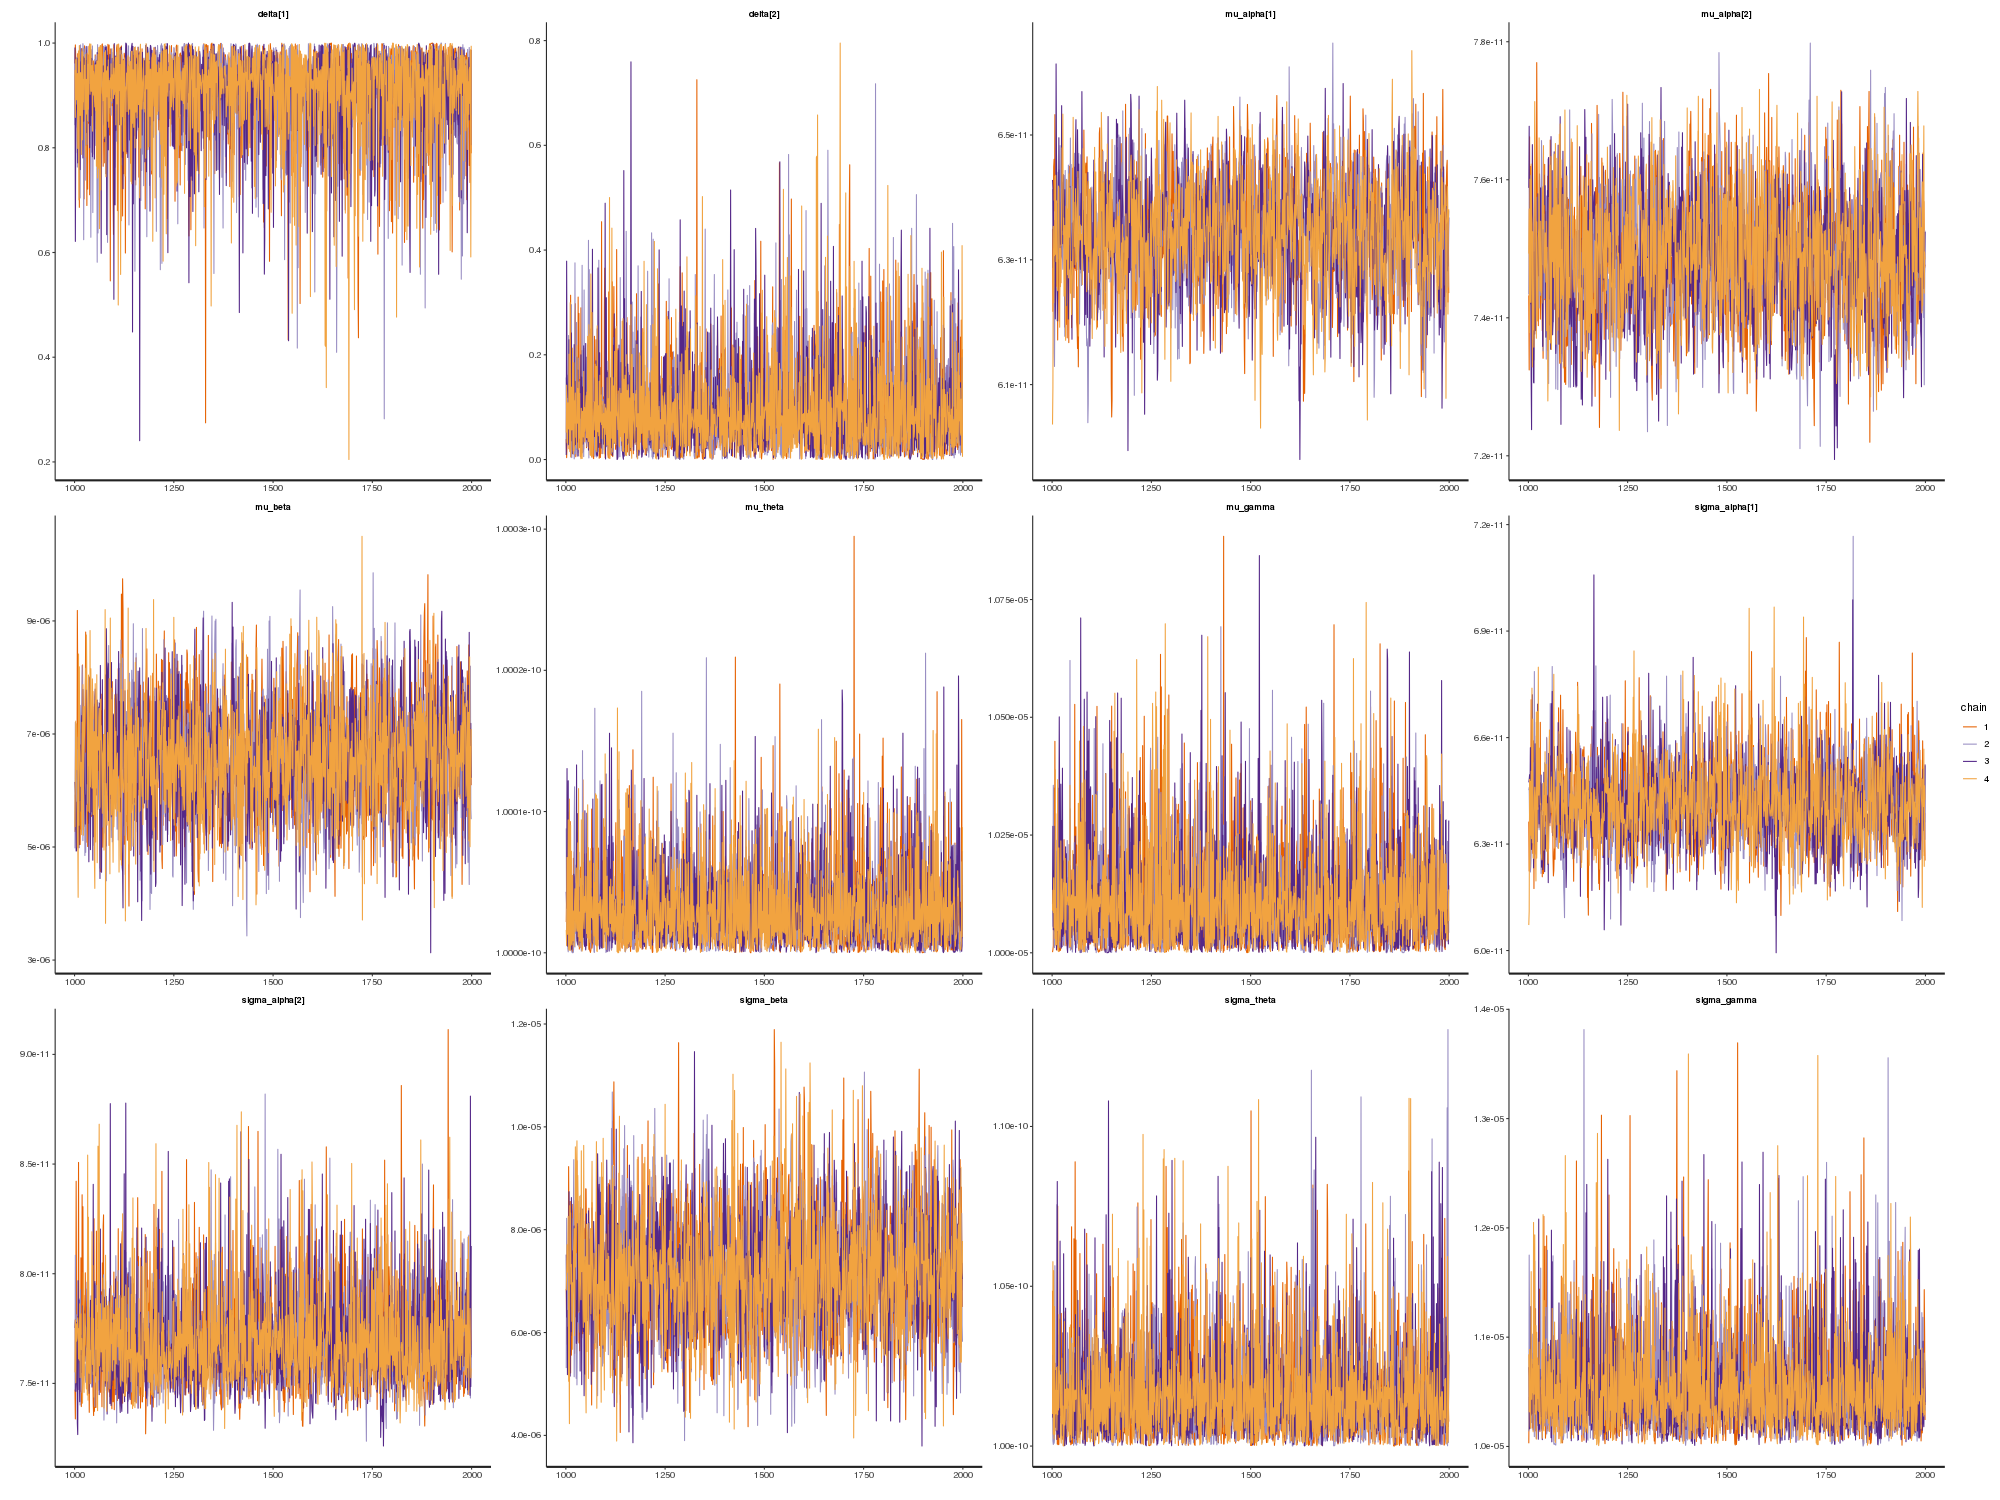 delta[1] delta[2] mu_alpha[1] mu_alpha[2]
1.0
0.8
0.6
0.4
0.2
1000 1250 1500 1750 2000
0.8
0.6
0.4
0.2
0.0
1000 1250 1500 1750 2000
6.5e-11
6.3e-11
6.1e-11
1000 1250 1500 1750 2000
7.8e-11
7.6e-11
7.4e-11
7.2e-11
1000 1250 1500 1750 2000
mu_beta mu_theta mu_gamma sigma_alpha[1]
9e-06
7e-06
5e-06
3e-06
1000 1250 1500 1750 2000
1.0003e-10
1.0002e-10
1.0001e-10
1.0000e-10
1000 1250 1500 1750 2000
1.075e-05
1.050e-05
1.025e-05
1.000e-05
1000 1250 1500 1750 2000
7.2e-11
6.9e-11
6.6e-11
6.3e-11
6.0e-11
1000 1250 1500 1750 2000
chain
1
2
3
4
sigma_alpha[2] sigma_beta sigma_theta sigma_gamma
9.0e-11
8.5e-11
8.0e-11
7.5e-11
1000 1250 1500 1750 2000
1.2e-05
1.0e-05
8.0e-06
6.0e-06
4.0e-06
1000 1250 1500 1750 2000
1.10e-10
1.05e-10
1.00e-10
1000 1250 1500 1750 2000
1.4e-05
1.3e-05
1.2e-05
1.1e-05
1.0e-05
1000 1250 1500 1750 2000